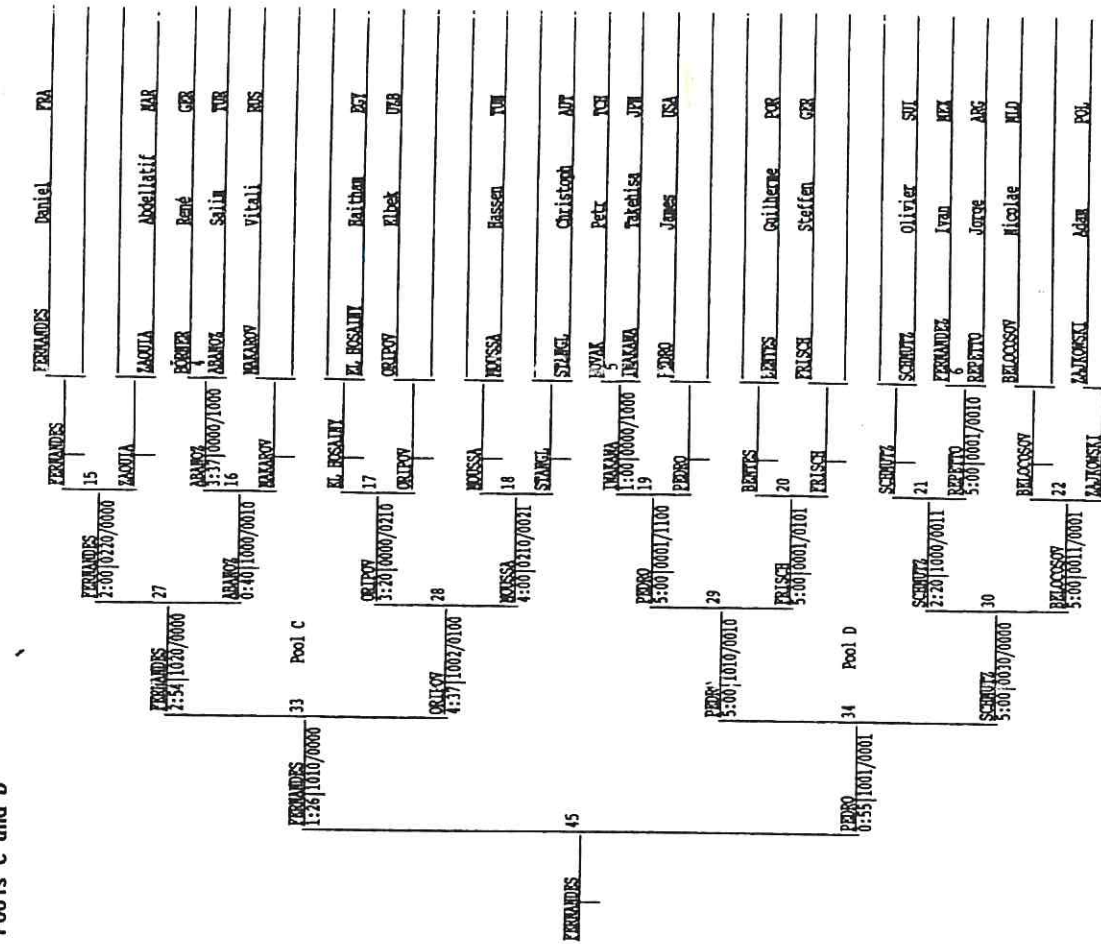 Pools C and D
FERNANDES Daniel FRA
ZAOUIA Abdellatif MAR
BÖRNER René GER
4
ABANOZ Salim TUR
MAKAROV Vitali RUS
EL HOSAINY Haitham EGY
ORIPOV Elbek UZB
MOUSSA Hassen TUN
STANGL Christoph AUT
NOVAK Petr TCH
5
INAKAMA Takehisa JPN
PEDRO James USA
BENTES Guilherme POR
FRISCH Steffen GER
SCHMUTZ Olivier SUI
FERNANDEZ Ivan MEX
6
REPETTO Jorge ARG
BELOCOSOV Nicolae MLD
ZAJKOWSKI Adam POL
FERNANDES
15
ZAOUIA
ABANOZ
3:37|0000/1000
16
MAKAROV
EL HOSAINY
17
ORIPOV
MOUSSA
18
STANGL
INAKAMA
1:00|0000/1000
19
PEDRO
BENTES
20
FRISCH
SCHMUTZ
21
REPETTO
5:00|0001/0010
BELOCOSOV
22
ZAJKOWSKI
FERNANDES
2:00|0220/0000
27
ABANOZ
0:40|1000/0010
ORIPOV
3:20|0000/0210
28
MOUSSA
4:00|0210/0021
PEDRO
5:00|0001/1100
29
FRISCH
5:00|0001/0101
SCHMUTZ
2:20|1000/0011
30
BELOCOSOV
5:00|0011/0001
FERNANDES
2:54|1020/0000
33
Pool C
ORIPOV
4:37|1002/0100
PEDRO
5:00|1010/0010
34
Pool D
SCHMUTZ
5:00|0030/0000
FERNANDES
1:26|1010/0000
45
PEDRO
0:55|1001/0001
FERNANDES